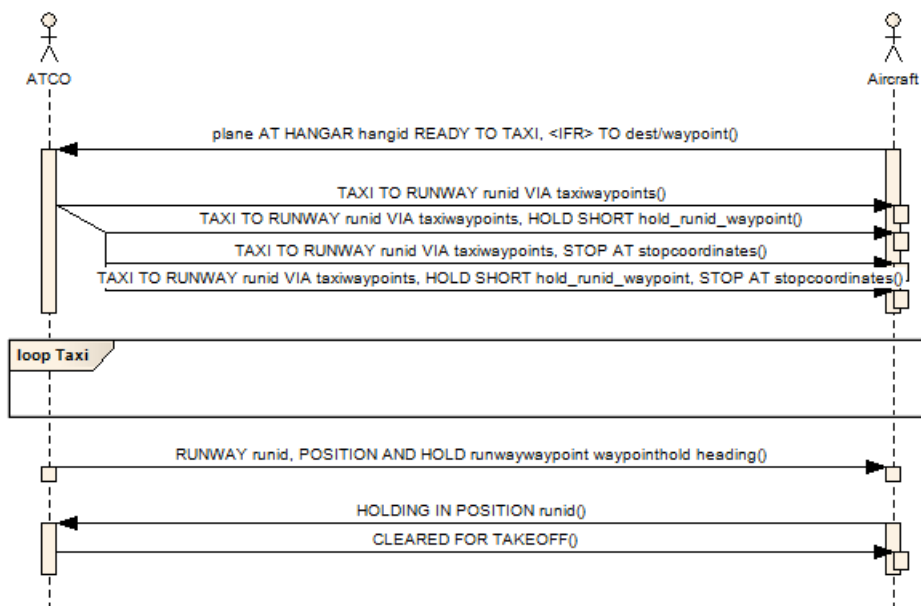 ATCO
Aircraft
plane AT HANGAR hangid READY TO TAXI, <IFR> TO dest/waypoint()
TAXI TO RUNWAY runid VIA taxiwaypoints()
TAXI TO RUNWAY runid VIA taxiwaypoints, HOLD SHORT hold_runid_waypoint()
TAXI TO RUNWAY runid VIA taxiwaypoints, STOP AT stopcoordinates()
TAXI TO RUNWAY runid VIA taxiwaypoints, HOLD SHORT hold_runid_waypoint, STOP AT stopcoordinates()
loop Taxi
RUNWAY runid, POSITION AND HOLD runwaywaypoint waypointhold heading()
HOLDING IN POSITION runid()
CLEARED FOR TAKEOFF()